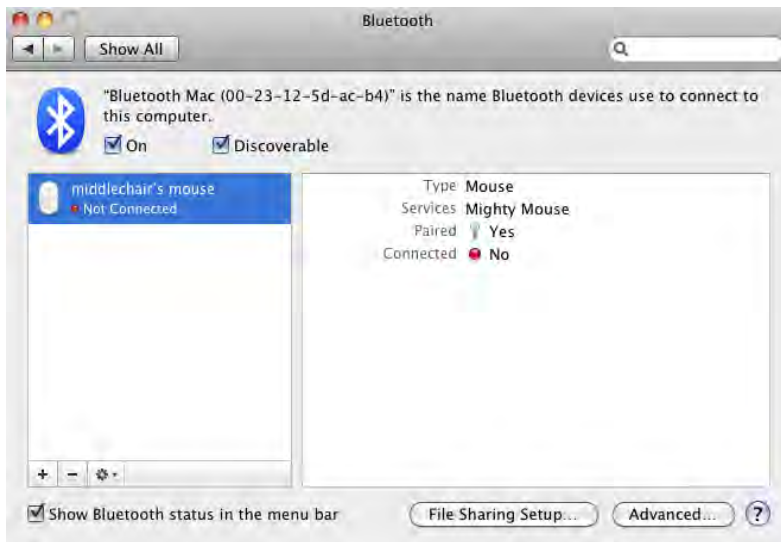 Bluetooth
Show All
“Bluetooth Mac (00-23-12-5d-ac-b4)” is the name Bluetooth devices use to connect to
this computer.
On Discoverable
middlechair's mouse
Not Connected
Type Mouse
Services Mighty Mouse
Paired Yes
Connected No
+ −
Show Bluetooth status in the menu bar File Sharing Setup... Advanced... ?